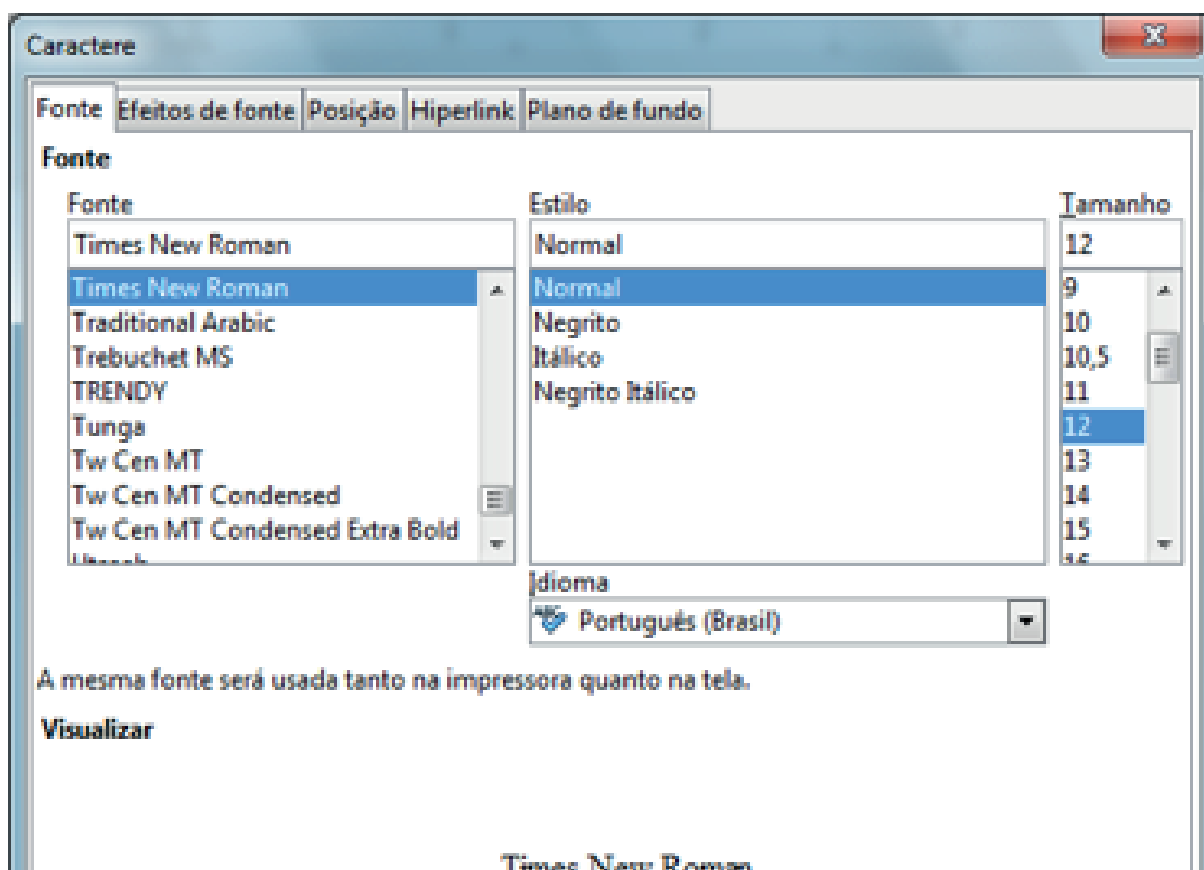 Caractere
Fonte Efeitos de fonte Posição Hiperlink Plano de fundo
Fonte
Fonte Estilo Tamanho
Times New Roman Normal 12
Times New Roman Normal 9
Traditional Arabic Negrito 10
Trebuchet MS Itálico 10,5
TRENDY Negrito Itálico 11
Tunga 12
Tw Cen MT 13
Tw Cen MT Condensed 14
Tw Cen MT Condensed Extra Bold 15
Idioma
Português (Brasil)
A mesma fonte será usada tanto na impressora quanto na tela.
Visualizar
Times New Roman